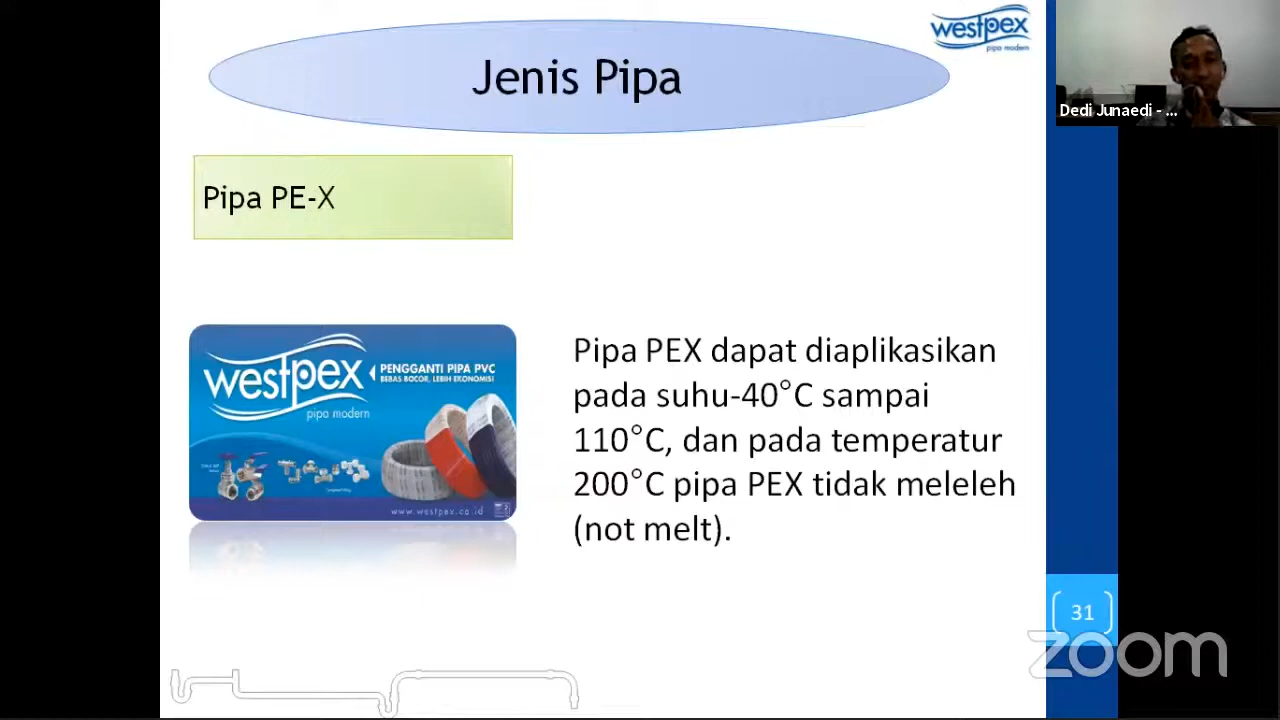 Jenis Pipa
westpex
pipa modern
Dedi Junaedi - ...
Pipa PE-X
westpex
pipa modern
PENGGANTI PIPA PVC
BEBAS BOCOR, LEBIH EKONOMIS!
www.westpex.co.id
Pipa PEX dapat diaplikasikan
pada suhu-40°C sampai
110°C, dan pada temperatur
200°C pipa PEX tidak meleleh
(not melt).
31
zoom